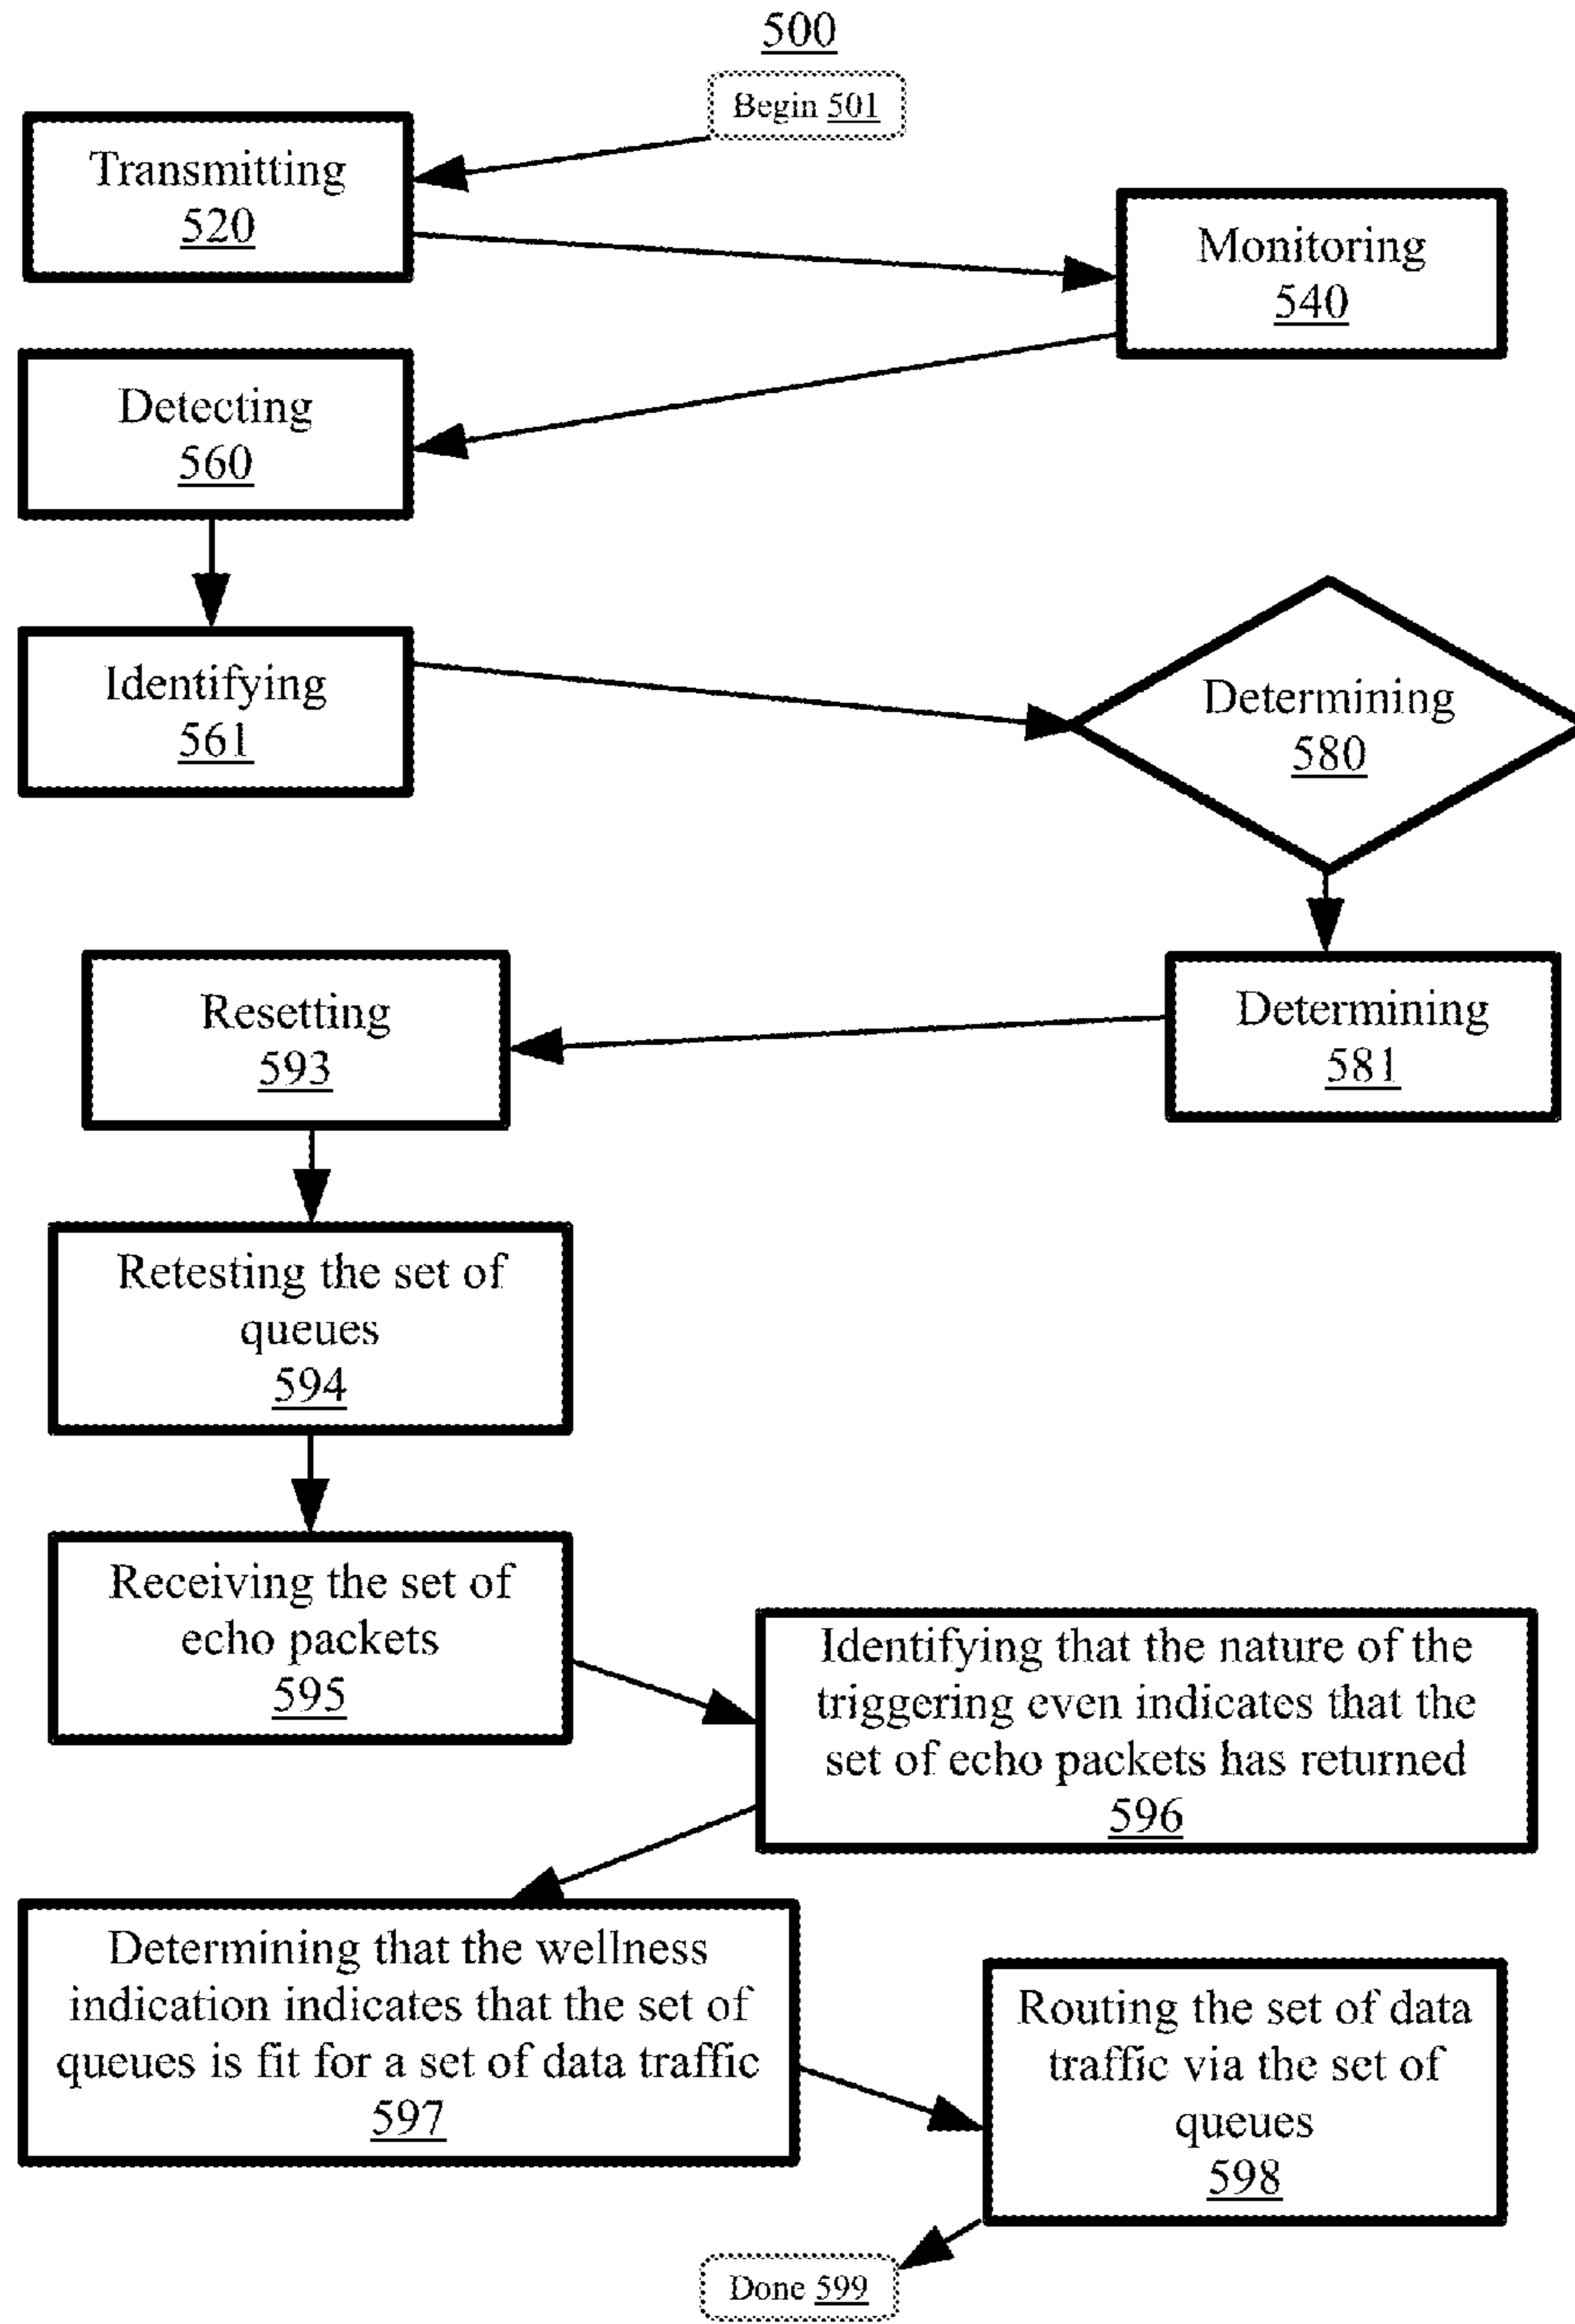 500
Begin 501
Transmitting
520
Monitoring
540
Detecting
560
Identifying
561
Determining
580
Determining
581
Resetting
593
Retesting the set of
queues
594
Receiving the set of
echo packets
595
Identifying that the nature of the
triggering even indicates that the
set of echo packets has returned
596
Determining that the wellness
indication indicates that the set of
queues is fit for a set of data traffic
597
Routing the set of data
traffic via the set of
queues
598
Done 599